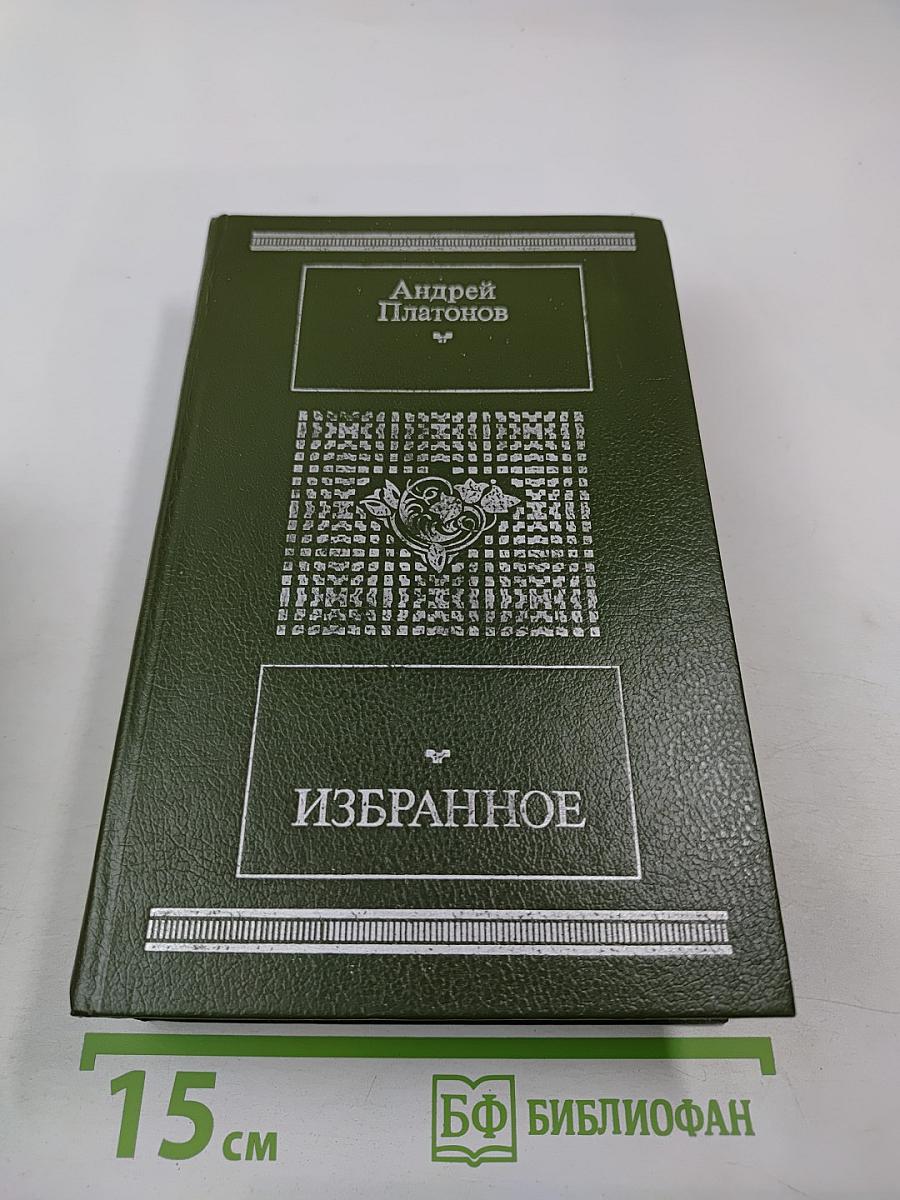 Андрей
Платонов
ИЗБРАННОЕ
15 см
БФ БИБЛИОФАН